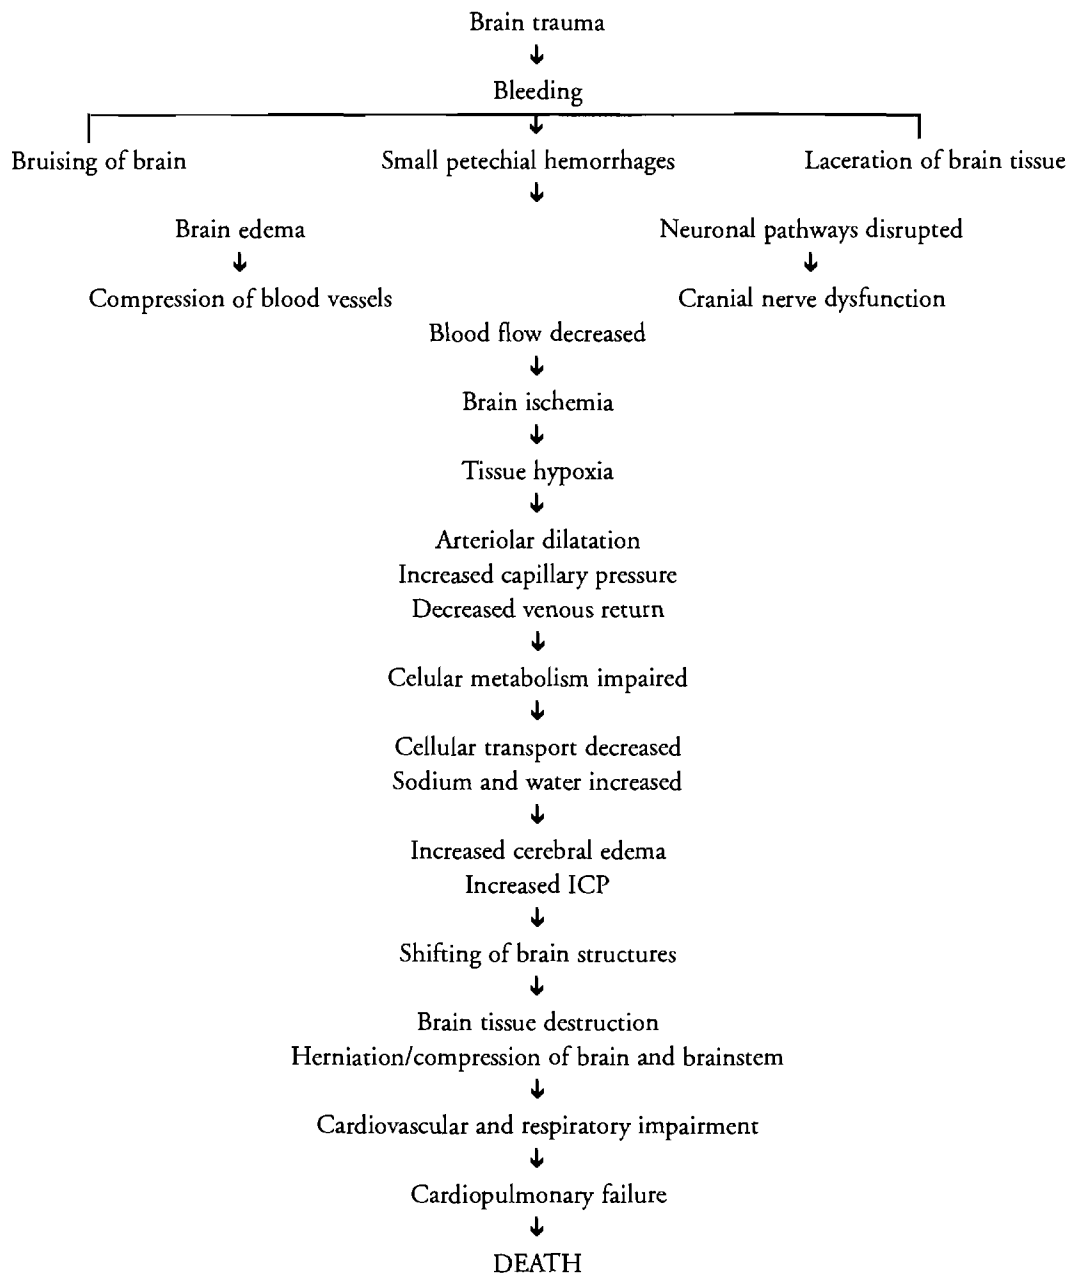 Brain trauma
Bleeding
Bruising of brain
Small petechial hemorrhages
Laceration of brain tissue
Brain edema
Neuronal pathways disrupted
Compression of blood vessels
Cranial nerve dysfunction
Blood flow decreased
Brain ischemia
Tissue hypoxia
Arteriolar dilatation
Increased capillary pressure
Decreased venous return
Celular metabolism impaired
Cellular transport decreased
Sodium and water increased
Increased cerebral edema
Increased ICP
Shifting of brain structures
Brain tissue destruction
Herniation/compression of brain and brainstem
Cardiovascular and respiratory impairment
Cardiopulmonary failure
DEATH